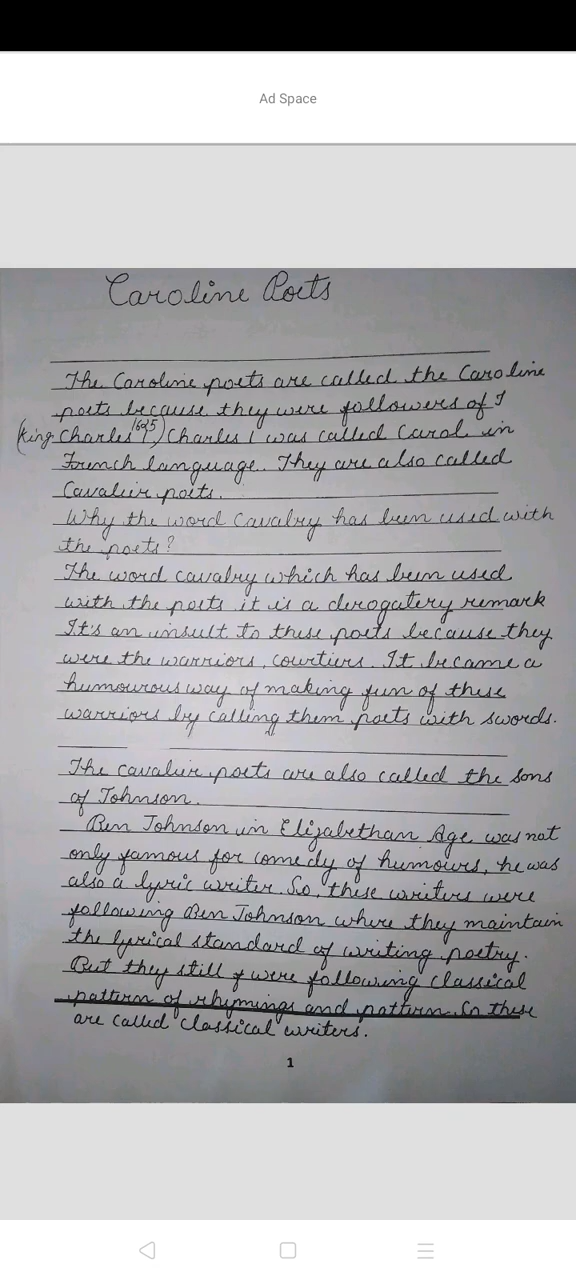 Ad Space
Caroline Poets
The Caroline poets are called the Caroline
poets because they were followers of I
(king Charles 1625 I) Charles I was called Carol in
French language. They are also called
Cavalier poets.
Why the word Cavalry has been used with
the poets?
The word cavalry which has been used
with the poets it is a derogatery remark
It's an insult to these poets because they
were the warriors, courtiers. It became a
humourous way of making fun of these
warriors by calling them poets with swords.
The cavalier poets are also called the sons
of Johnson.
Ben Johnson in Elizabethan Age was not
only famous for comedy of humours, he was
also a lyric writer. So, these writers were
following Ben Johnson where they maintain
the lyrical standard of writing poetry.
But they still were following classical
pattern of rhymings and pattern. So these
are called classical writers.
1